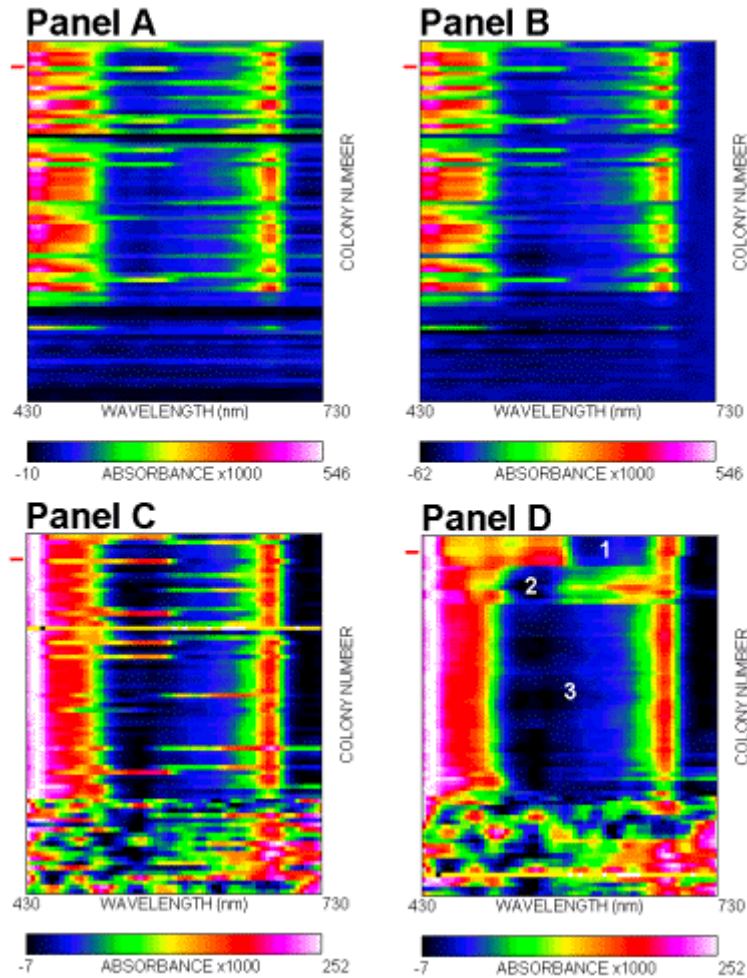 Panel A
COLONY NUMBER
430 WAVELENGTH (nm) 730
-10 ABSORBANCE x1000 546
Panel B
COLONY NUMBER
430 WAVELENGTH (nm) 730
-62 ABSORBANCE x1000 546
Panel C
COLONY NUMBER
430 WAVELENGTH (nm) 730
-7 ABSORBANCE x1000 252
Panel D
1
2
3
COLONY NUMBER
430 WAVELENGTH (nm) 730
-7 ABSORBANCE x1000 252